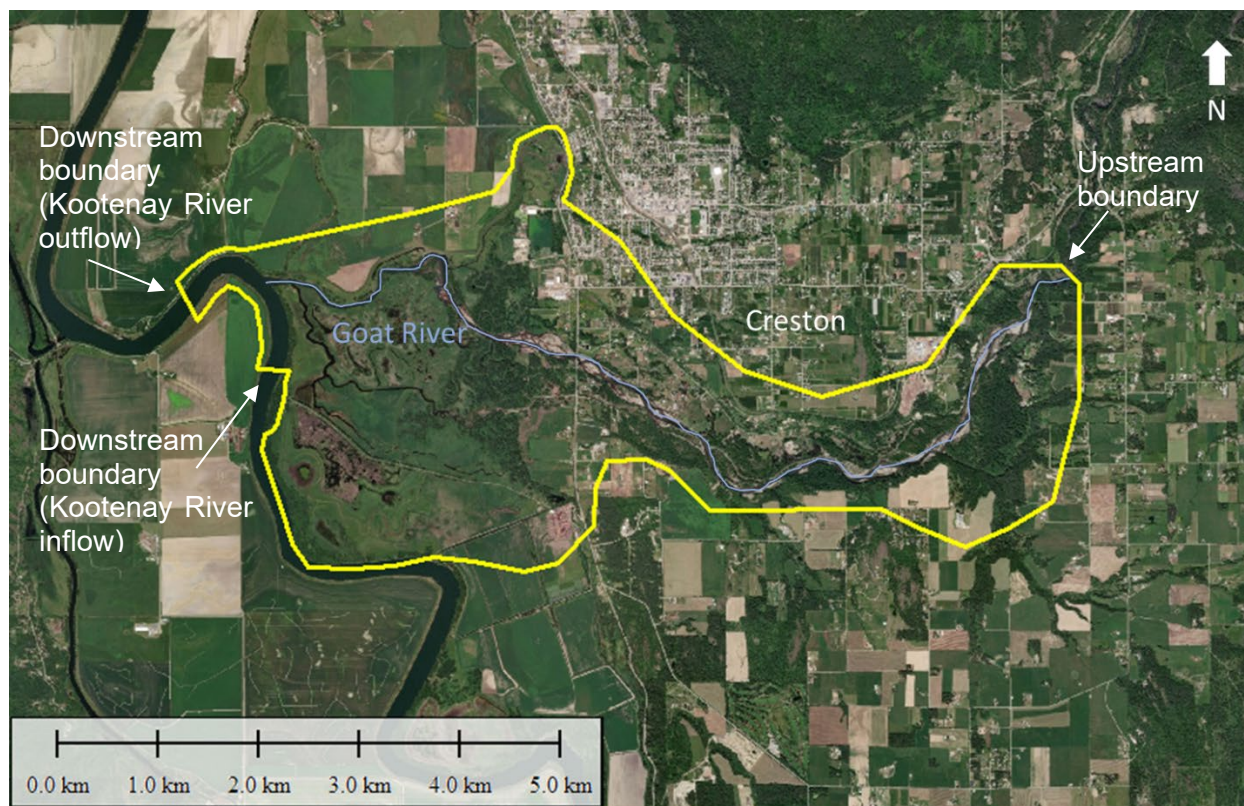 Downstream
boundary
(Kootenay River
outflow)
N
Upstream
boundary
Goat River
Creston
Downstream
boundary
(Kootenay River
inflow)
0.0 km 1.0 km 2.0 km 3.0 km 4.0 km 5.0 km